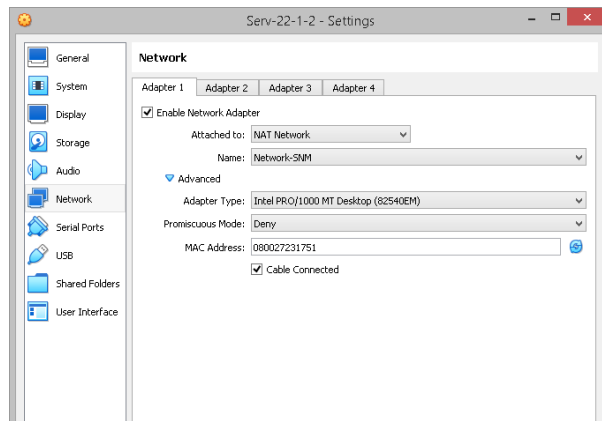 Serv-22-1-2 - Settings
General
System
Display
Storage
Audio
Network
Serial Ports
USB
Shared Folders
User Interface
Network
Adapter 1 Adapter 2 Adapter 3 Adapter 4
Enable Network Adapter
Attached to: NAT Network
Name: Network-SNM
Advanced
Adapter Type: Intel PRO/1000 MT Desktop (82540EM)
Promiscuous Mode: Deny
MAC Address: 080027231751
Cable Connected